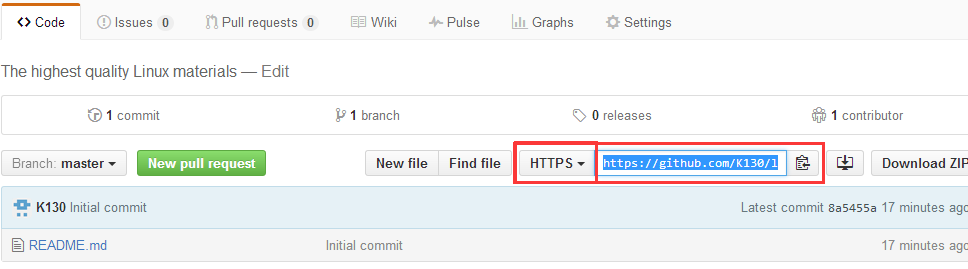 Code Issues 0 Pull requests 0 Wiki Pulse Graphs Settings
The highest quality Linux materials — Edit
1 commit 1 branch 0 releases 1 contributor
Branch: master New pull request New file Find file HTTPS https://github.com/K130/l Download ZIP
K130 Initial commit Latest commit 8a5455a 17 minutes ago
README.md Initial commit 17 minutes ago